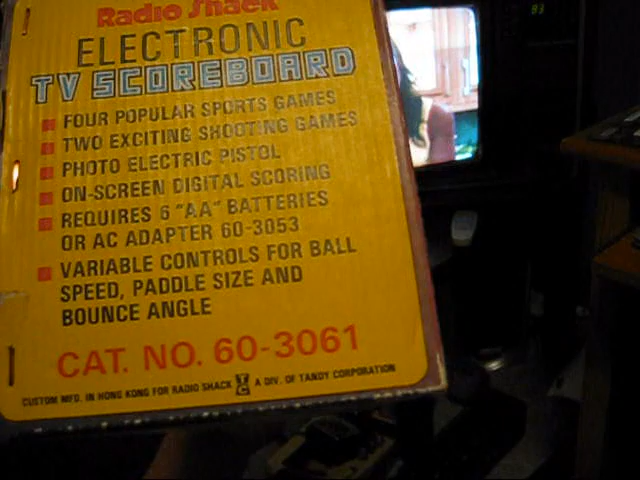 Radio Shack
ELECTRONIC
TV SCOREBOARD
FOUR POPULAR SPORTS GAMES
TWO EXCITING SHOOTING GAMES
PHOTO ELECTRIC PISTOL
ON-SCREEN DIGITAL SCORING
REQUIRES 6 "AA" BATTERIES
OR AC ADAPTER 60-3053
VARIABLE CONTROLS FOR BALL
SPEED, PADDLE SIZE AND
BOUNCE ANGLE
CAT. NO. 60-3061
CUSTOM MFD. IN HONG KONG FOR RADIO SHACK TC A DIV. OF TANDY CORPORATION
83